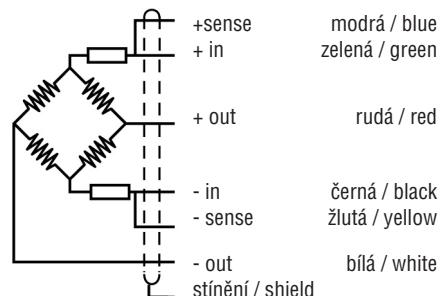 +sense modrá / blue
+ in zelená / green
+ out rudá / red
- in černá / black
- sense žlutá / yellow
- out bílá / white
stínění / shield